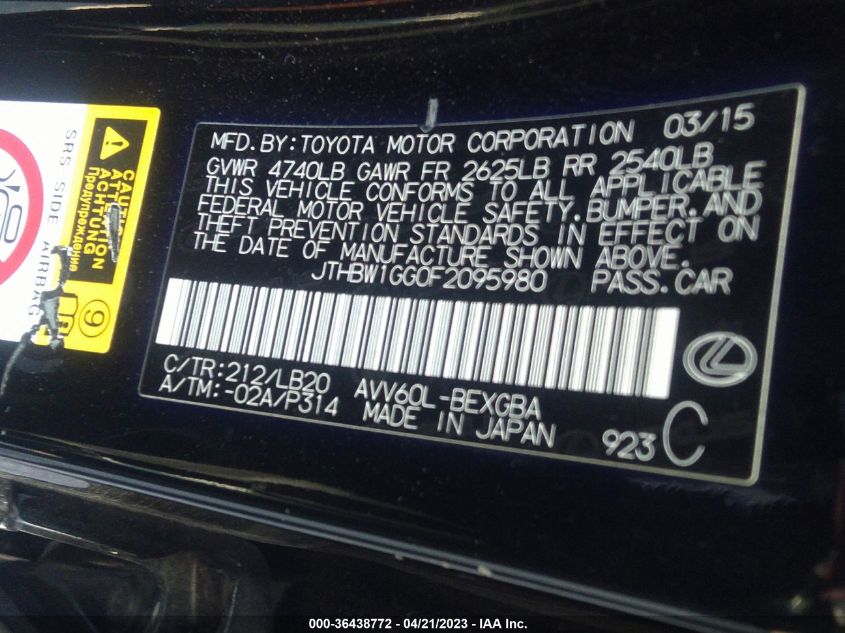 MFD. BY: TOYOTA MOTOR CORPORATION 03/15
GVWR 4740LB GAWR FR 2625LB RR 2540LB
THIS VEHICLE CONFORMS TO ALL APPLICABLE
FEDERAL MOTOR VEHICLE SAFETY, BUMPER, AND
THEFT PREVENTION STANDARDS IN EFFECT ON
THE DATE OF MANUFACTURE SHOWN ABOVE.
JTHBW1GG0F2095980 PASS. CAR
C/TR: 212/LB20 AVV60L-BEXGBA
A/TM: -02A/P314 MADE IN JAPAN 923 C
SRS SIDE AIRBAG
ACHTUNG
Предупреждение
9
000-36438772 — 04/21/2023 — IAA Inc.